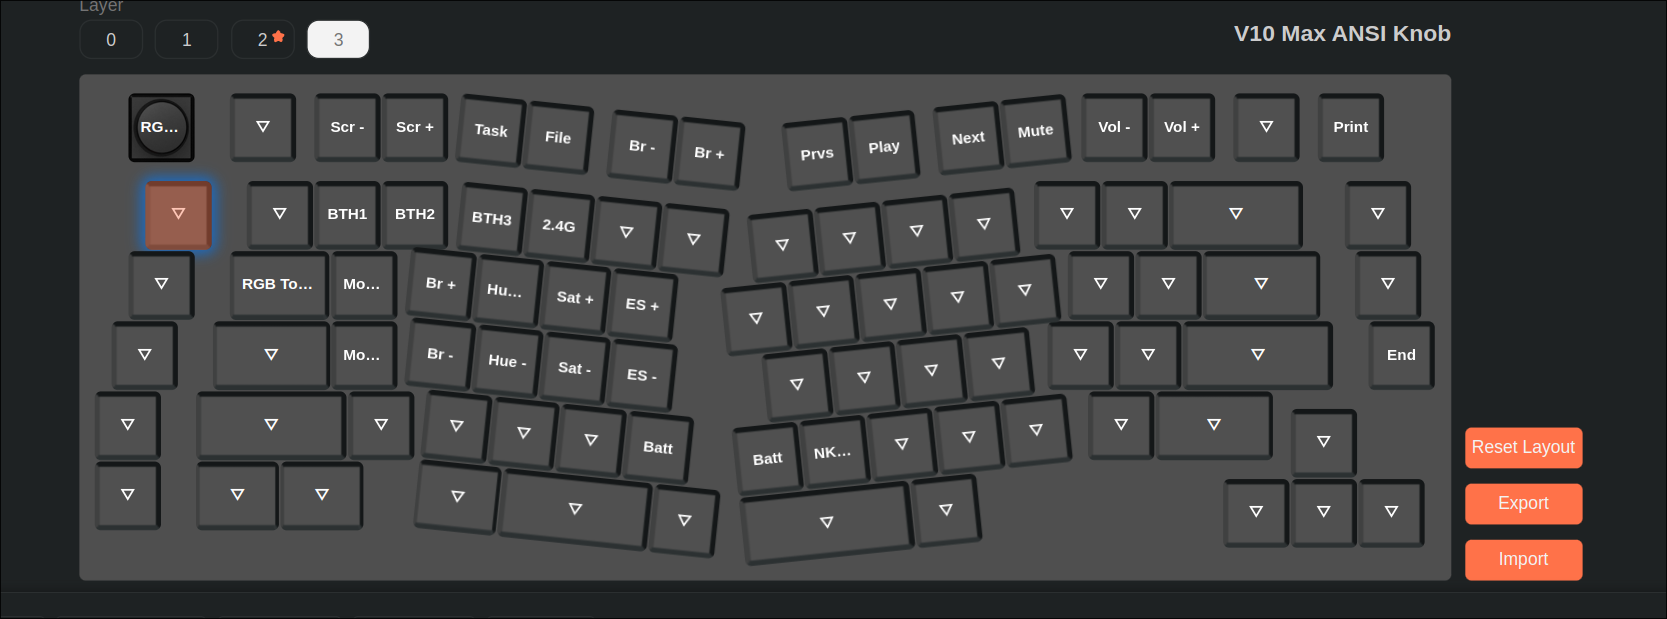 Layer
0 1 2 3
V10 Max ANSI Knob
RG... ▽ Scr - Scr + Task File Br - Br + Prvs Play Next Mute Vol - Vol + ▽ Print
▽ ▽ BTH1 BTH2 BTH3 2.4G ▽ ▽ ▽ ▽ ▽ ▽ ▽ ▽ ▽ ▽
▽ RGB To... Mo... Br + Hu... Sat + ES + ▽ ▽ ▽ ▽ ▽ ▽ ▽ ▽ ▽
▽ ▽ Mo... Br - Hue - Sat - ES - ▽ ▽ ▽ ▽ ▽ ▽ ▽ End
▽ ▽ ▽ ▽ ▽ ▽ Batt Batt NK... ▽ ▽ ▽ ▽ ▽ ▽
▽ ▽ ▽ ▽ ▽ ▽ ▽ ▽ ▽ ▽ ▽
Reset Layout
Export
Import